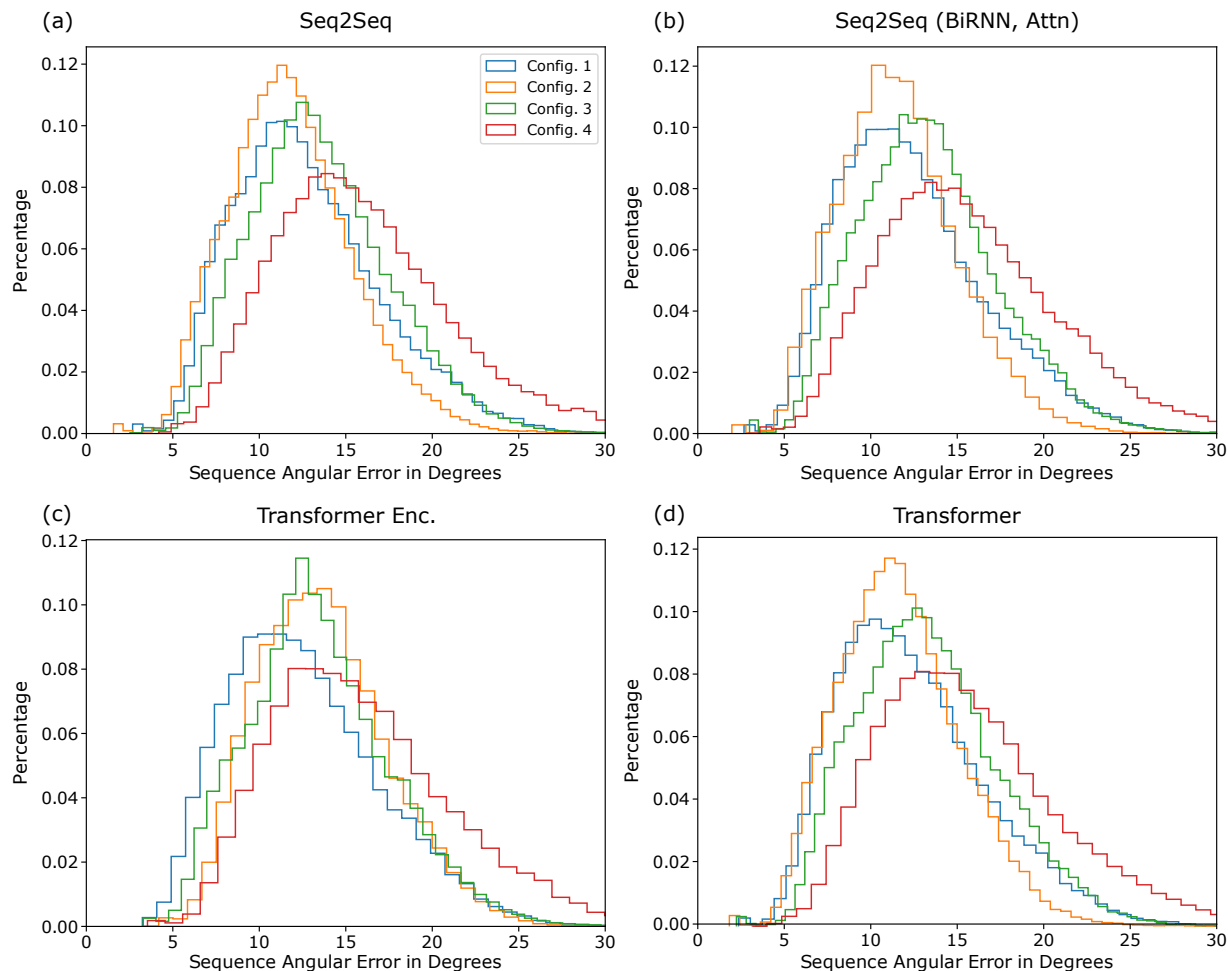 (a) Seq2Seq
0.12
0.10
0.08
0.06
0.04
0.02
0.00
Percentage
Config. 1
Config. 2
Config. 3
Config. 4
0 5 10 15 20 25 30
Sequence Angular Error in Degrees
(b) Seq2Seq (BiRNN, Attn)
0.12
0.10
0.08
0.06
0.04
0.02
0.00
Percentage
0 5 10 15 20 25 30
Sequence Angular Error in Degrees
(c) Transformer Enc.
0.12
0.10
0.08
0.06
0.04
0.02
0.00
Percentage
0 5 10 15 20 25 30
Sequence Angular Error in Degrees
(d) Transformer
0.12
0.10
0.08
0.06
0.04
0.02
0.00
Percentage
0 5 10 15 20 25 30
Sequence Angular Error in Degrees